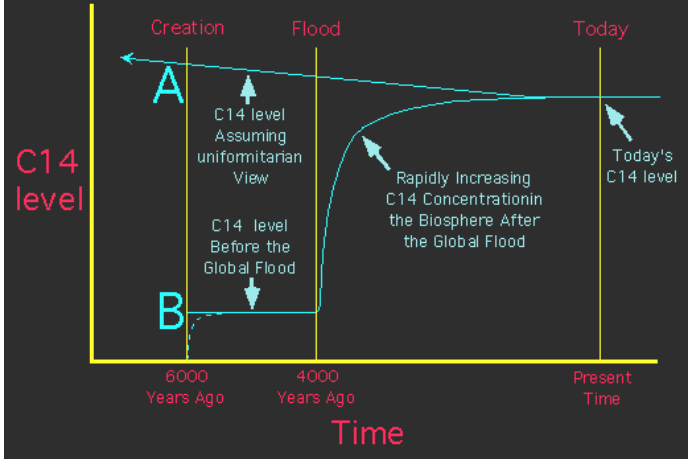 Creation
Flood
Today
A
C14 level
Assuming
uniformitarian
View
C14
level
Today's
C14 level
Rapidly Increasing
C14 Concentrationin
the Biosphere After
the Global Flood
C14 level
Before the
Global Flood
B
6000
Years Ago
4000
Years Ago
Present
Time
Time